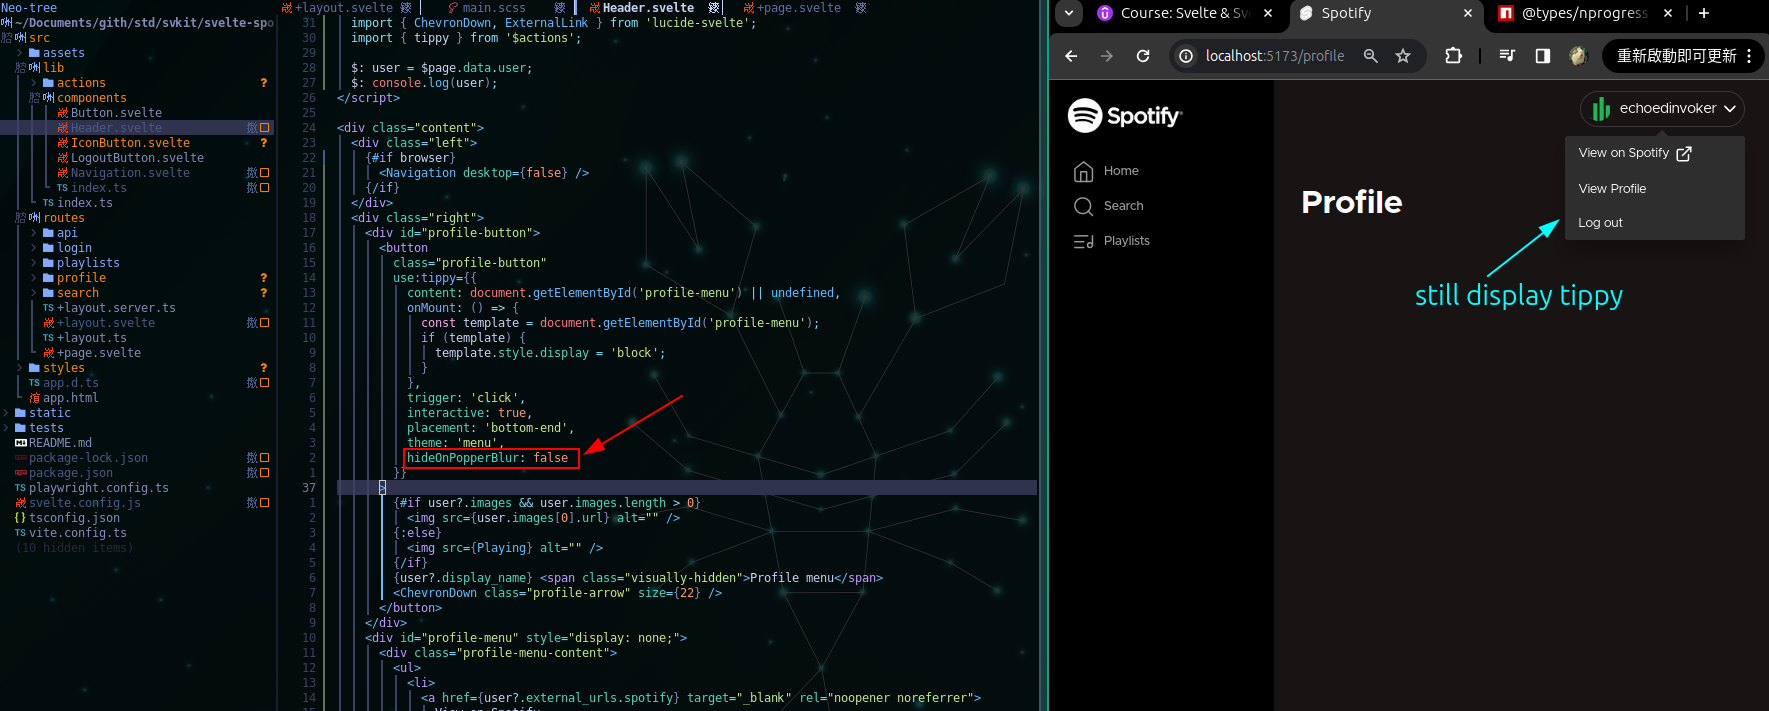 Neo-tree
~/Documents/gith/std/svkit/svelte-spo
src
assets
lib
actions ?
components
Button.svelte
Header.svelte
IconButton.svelte ?
LogoutButton.svelte
Navigation.svelte
TS index.ts
TS index.ts
routes
api
login
playlists
profile ?
search ?
TS +layout.server.ts
+layout.svelte
TS +layout.ts
+page.svelte
styles ?
TS app.d.ts
app.html
static
tests
README.md
package-lock.json
package.json
TS playwright.config.ts
svelte.config.js
{} tsconfig.json
TS vite.config.ts
(10 hidden items)
+layout.svelte main.scss Header.svelte +page.svelte
31 import { ChevronDown, ExternalLink } from 'lucide-svelte';
30 import { tippy } from '$actions';
29
28 $: user = $page.data.user;
27 $: console.log(user);
26 </script>
25
24 <div class="content">
23 <div class="left">
22 {#if browser}
21 <Navigation desktop={false} />
20 {/if}
19 </div>
18 <div class="right">
17 <div id="profile-button">
16 <button
15 class="profile-button"
14 use:tippy={{
13 content: document.getElementById('profile-menu') || undefined,
12 onMount: () => {
11 const template = document.getElementById('profile-menu');
10 if (template) {
9 template.style.display = 'block';
8 }
7 },
6 trigger: 'click',
5 interactive: true,
4 placement: 'bottom-end',
3 theme: 'menu',
2 hideOnPopperBlur: false
1 }}
37 >
1 {#if user?.images && user.images.length > 0}
2 <img src={user.images[0].url} alt="" />
3 {:else}
4 <img src={Playing} alt="" />
5 {/if}
6 {user?.display_name} <span class="visually-hidden">Profile menu</span>
7 <ChevronDown class="profile-arrow" size={22} />
8 </button>
9 </div>
10 <div id="profile-menu" style="display: none;">
11 <div class="profile-menu-content">
12 <ul>
13 <li>
14 <a href={user?.external_urls.spotify} target="_blank" rel="noopener noreferrer">
Course: Svelte & Sv
Spotify
@types/nprogress
localhost:5173/profile
重新啟動即可更新
Spotify
echoedinvoker
View on Spotify
View Profile
Log out
Home
Search
Playlists
Profile
still display tippy